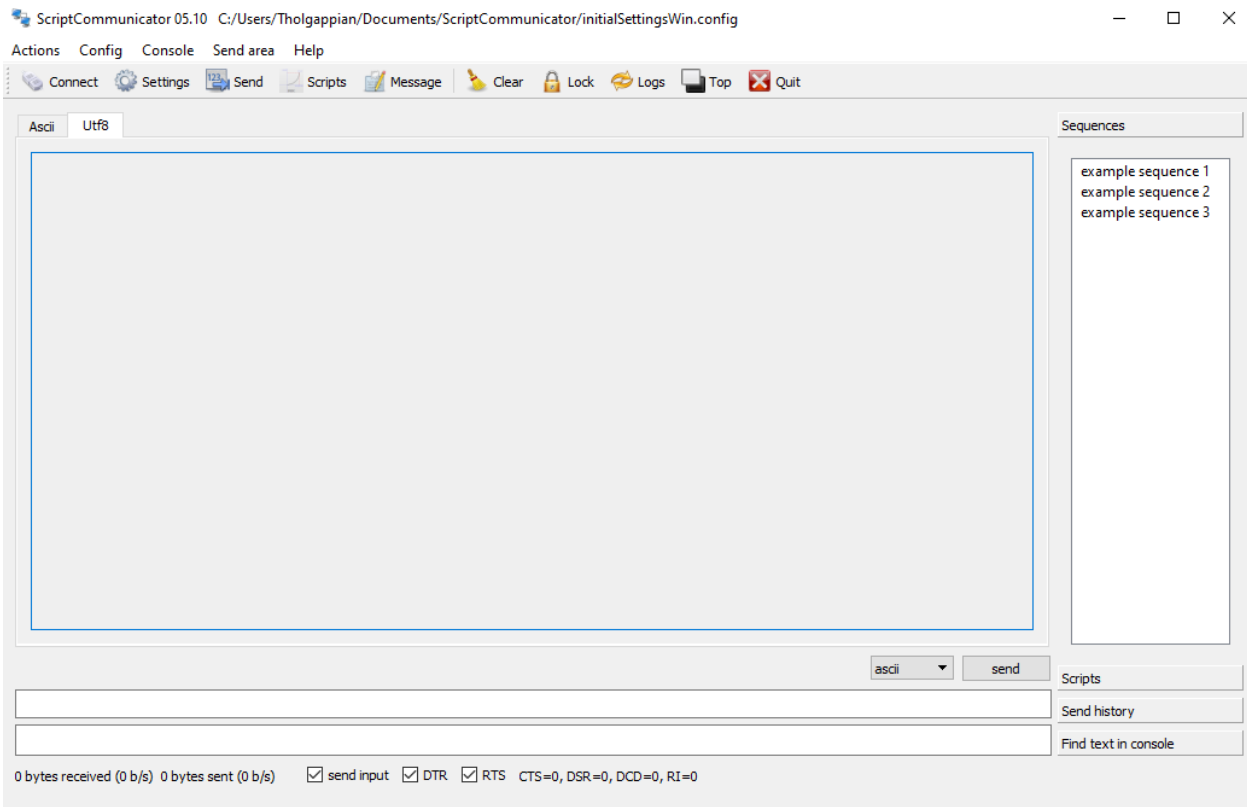 ScriptCommunicator 05.10 C:/Users/Tholgappian/Documents/ScriptCommunicator/initialSettingsWin.config
Actions Config Console Send area Help
Connect Settings Send Scripts Message Clear Lock Logs Top Quit
Ascii Utf8
Sequences
example sequence 1
example sequence 2
example sequence 3
ascii send
Scripts
Send history
Find text in console
0 bytes received (0 b/s) 0 bytes sent (0 b/s) send input DTR RTS CTS=0, DSR=0, DCD=0, RI=0